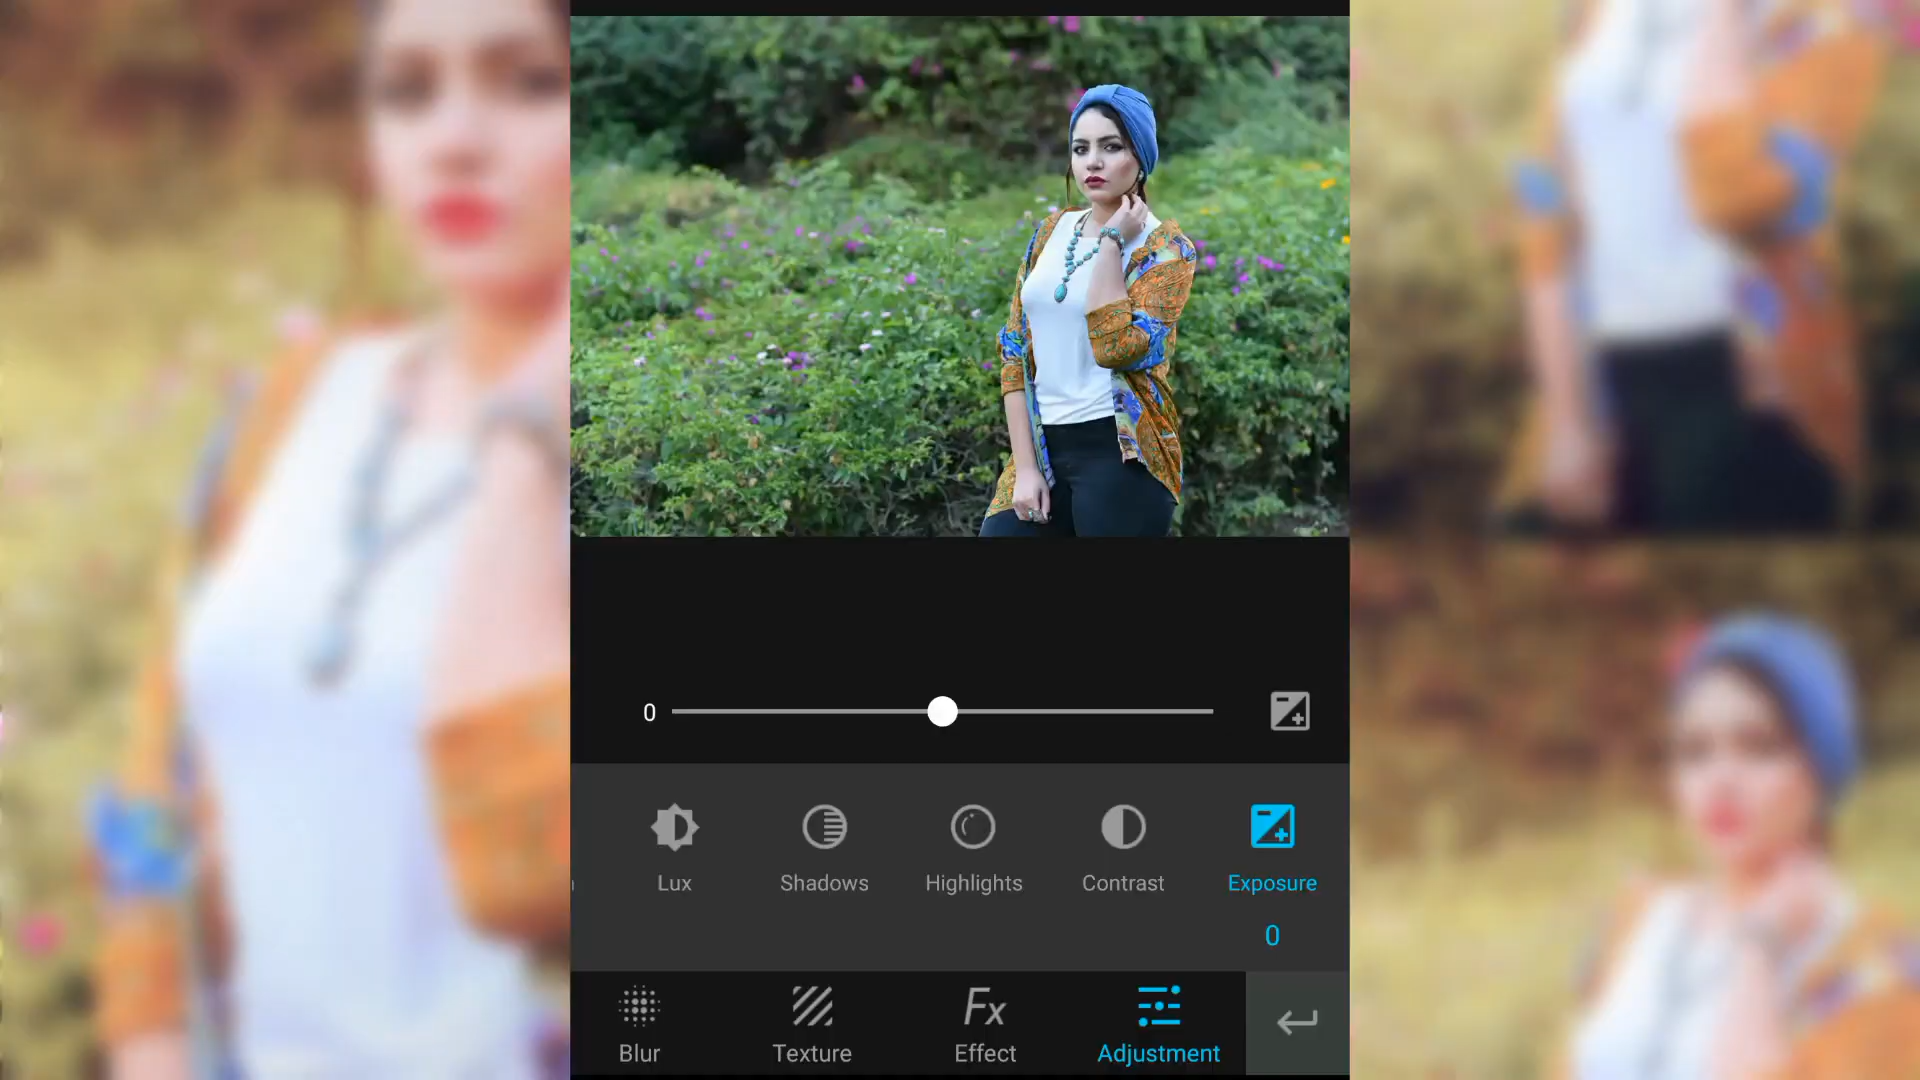 0
Lux
Shadows
Highlights
Contrast
Exposure
0
Blur
Texture
Fx
Effect
Adjustment